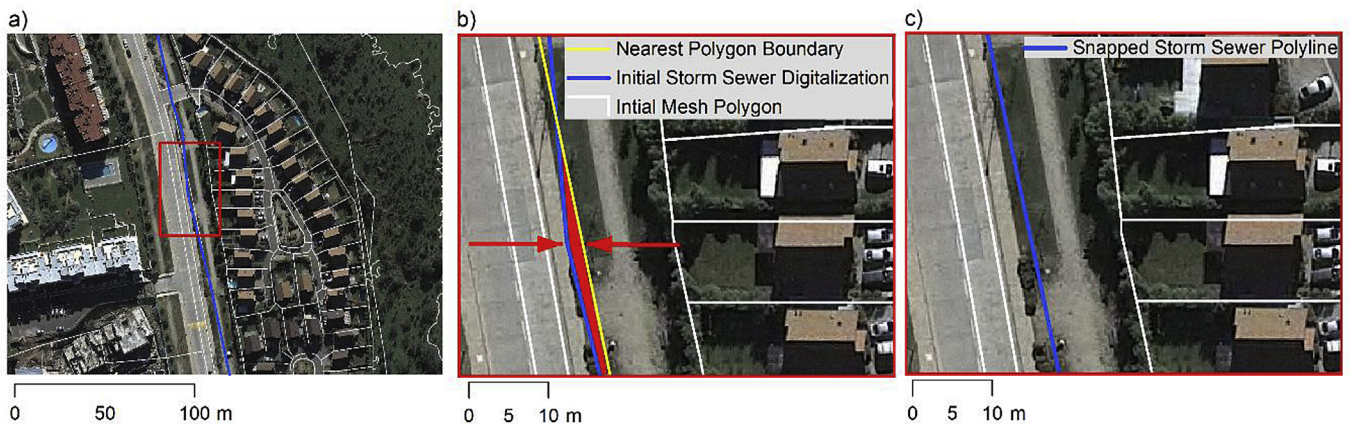 a)
b)
c)
Nearest Polygon Boundary
Initial Storm Sewer Digitalization
Intial Mesh Polygon
Snapped Storm Sewer Polyline
0 50 100 m
0 5 10 m
0 5 10 m